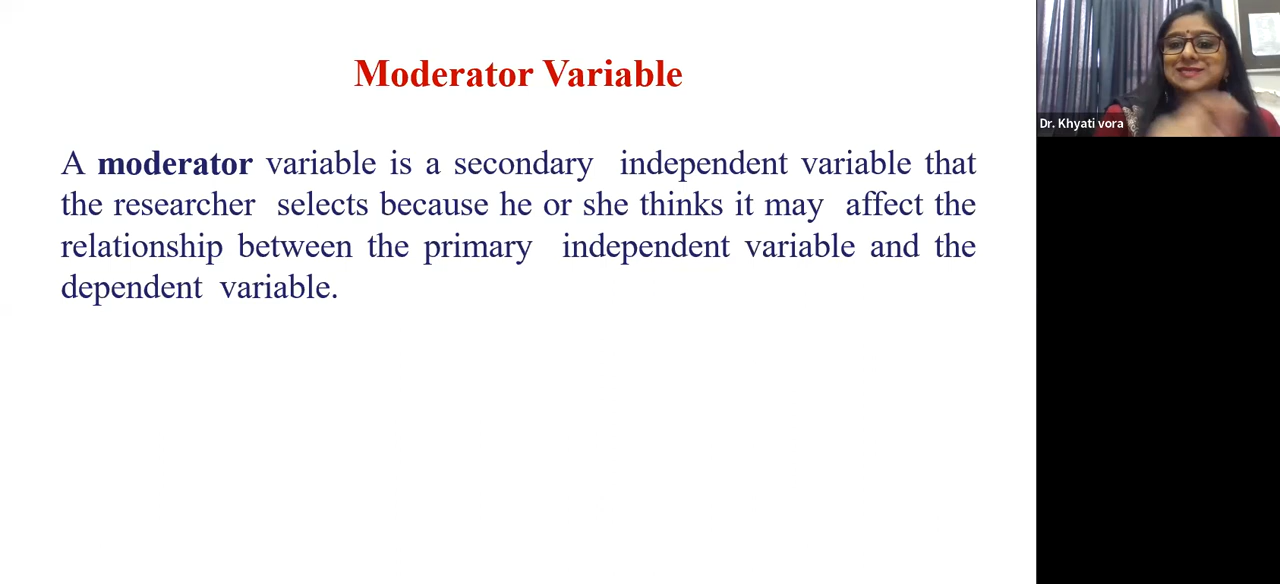 Moderator Variable
A moderator variable is a secondary independent variable that
the researcher selects because he or she thinks it may affect the
relationship between the primary independent variable and the
dependent variable.
Dr. Khyati vora